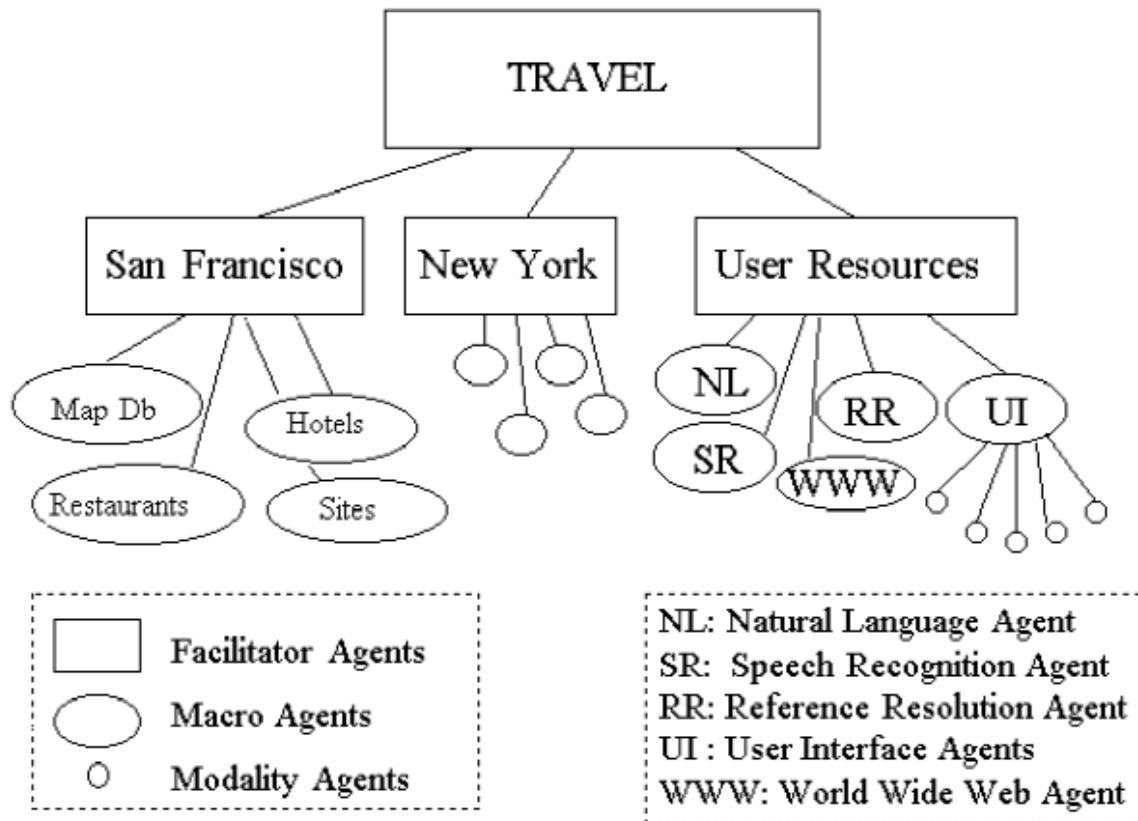 TRAVEL
San Francisco
New York
User Resources
Map Db
Hotels
Restaurants
Sites
NL
RR
UI
SR
WWW
Facilitator Agents
Macro Agents
Modality Agents
NL: Natural Language Agent
SR: Speech Recognition Agent
RR: Reference Resolution Agent
UI : User Interface Agents
WWW: World Wide Web Agent